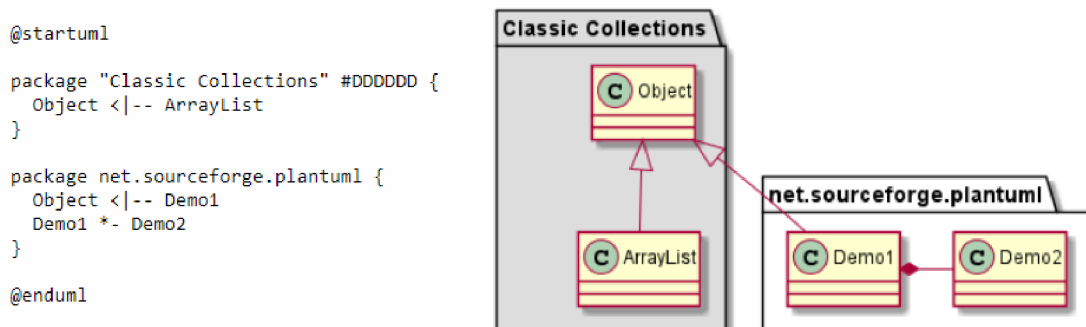 @startuml
package "Classic Collections" #DDDDDD {
Object <|-- ArrayList
}
package net.sourceforge.plantuml {
Object <|-- Demo1
Demo1 *- Demo2
}
@enduml
Classic Collections
C Object
net.sourceforge.plantuml
C ArrayList
C Demo1
C Demo2